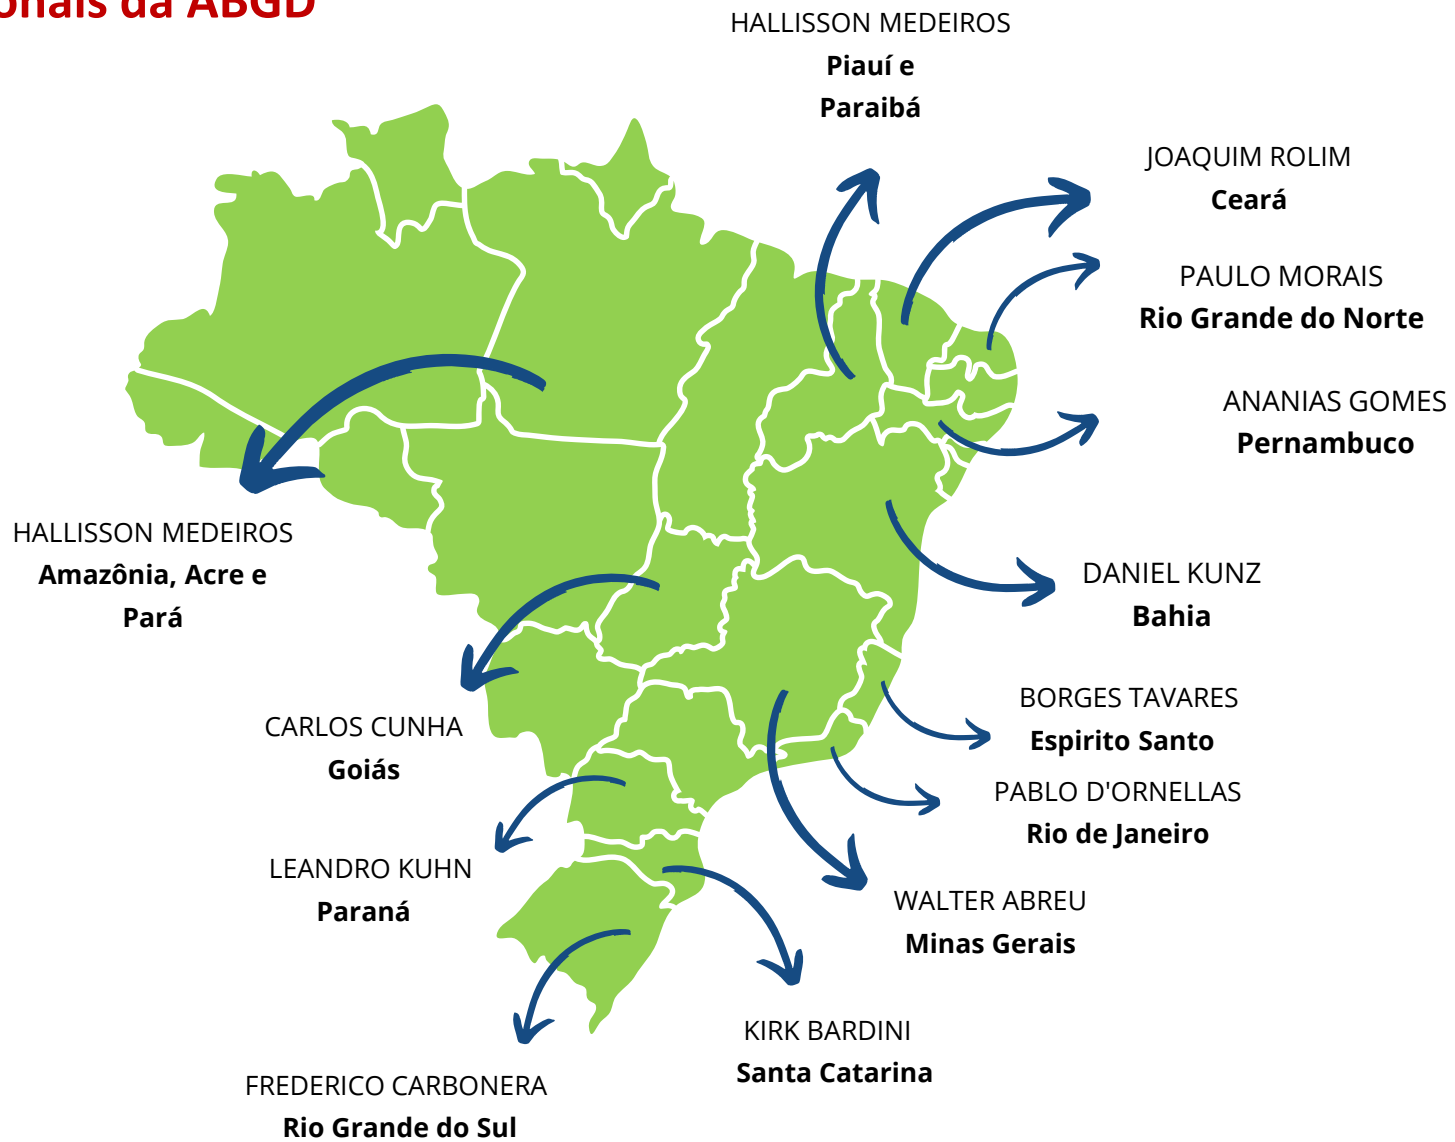 da ABGD
HALLISSON MEDEIROS
Piauí e
Paraibá
JOAQUIM ROLIM
Ceará
PAULO MORAIS
Rio Grande do Norte
ANANIAS GOMES
Pernambuco
HALLISSON MEDEIROS
Amazônia, Acre e
Pará
DANIEL KUNZ
Bahia
BORGES TAVARES
Espirito Santo
CARLOS CUNHA
Goiás
PABLO D'ORNELLAS
Rio de Janeiro
LEANDRO KUHN
Paraná
WALTER ABREU
Minas Gerais
KIRK BARDINI
Santa Catarina
FREDERICO CARBONERA
Rio Grande do Sul